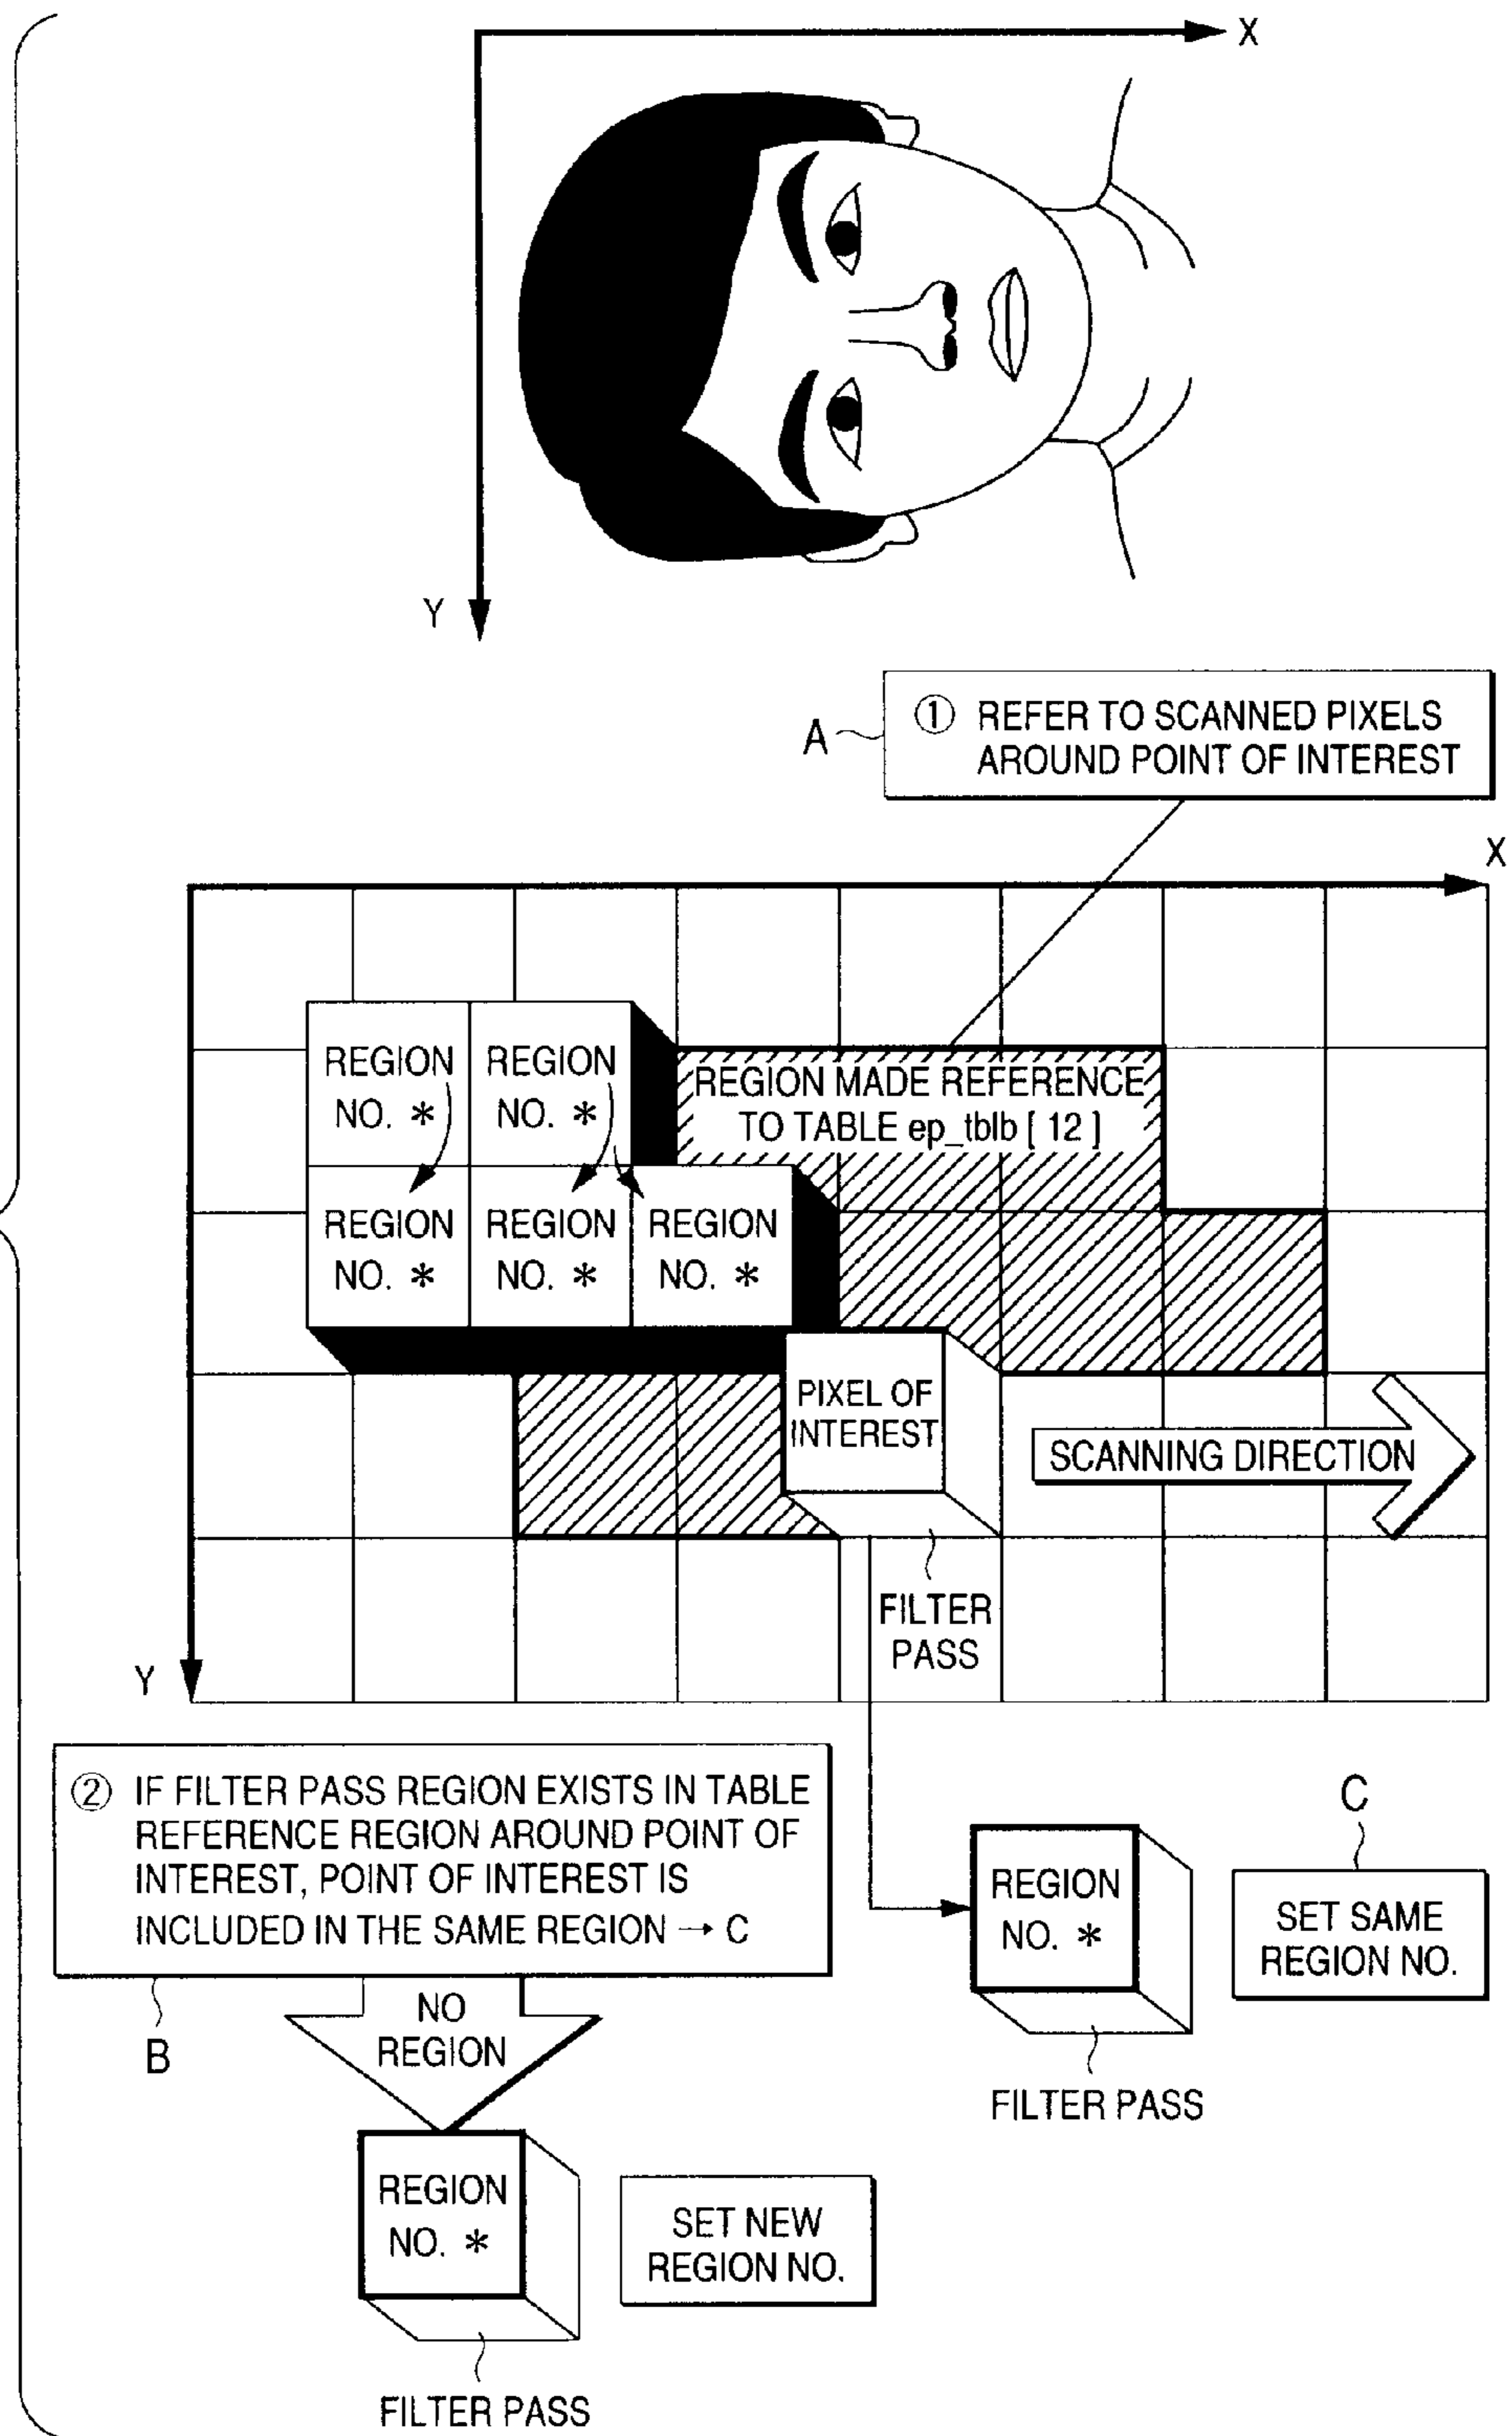 X
Y
A
① REFER TO SCANNED PIXELS
AROUND POINT OF INTEREST
X
REGION
NO. *
REGION
NO. *
REGION MADE REFERENCE
TO TABLE ep_tblb [ 12 ]
REGION
NO. *
REGION
NO. *
REGION
NO. *
PIXEL OF
INTEREST
SCANNING DIRECTION
FILTER
PASS
Y
② IF FILTER PASS REGION EXISTS IN TABLE
REFERENCE REGION AROUND POINT OF
INTEREST, POINT OF INTEREST IS
INCLUDED IN THE SAME REGION → C
B
NO
REGION
REGION
NO. *
FILTER PASS
C
SET SAME
REGION NO.
REGION
NO. *
FILTER PASS
SET NEW
REGION NO.